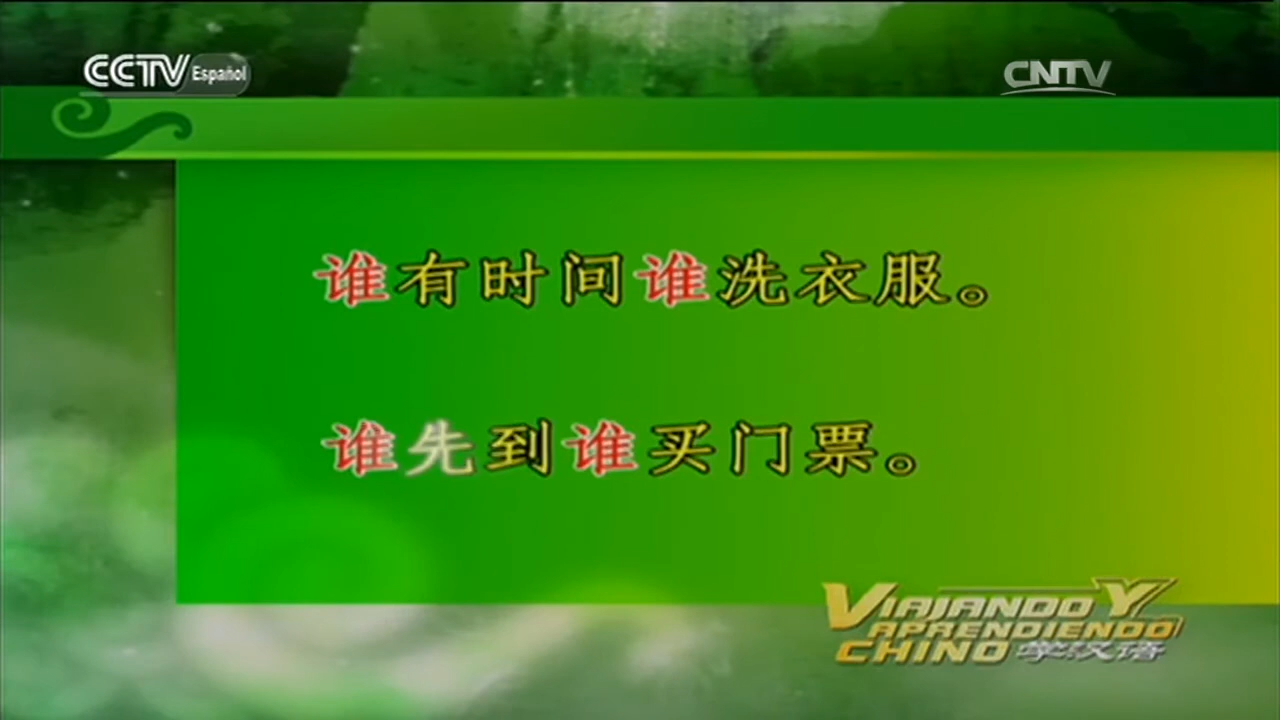 CCTV Español
CNTV
谁有时间谁洗衣服。
谁先到谁买门票。
VIAJANDO Y
APRENDIENDO
CHINO 学汉语